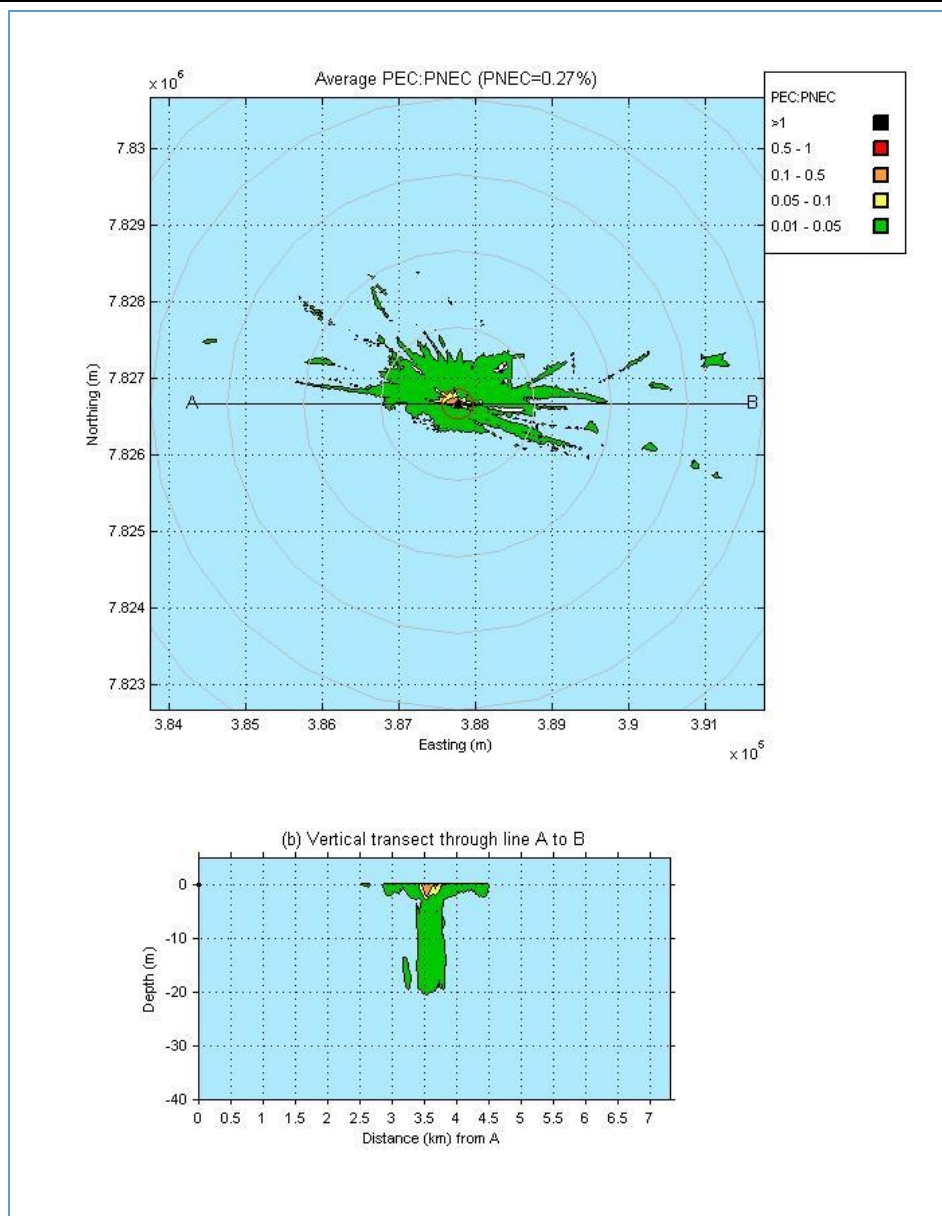 Average PEC:PNEC (PNEC=0.27%)
x 10^6
PEC:PNEC
>1
0.5 - 1
0.1 - 0.5
0.05 - 0.1
0.01 - 0.05
7.83
7.829
7.828
7.827
7.826
7.825
7.824
7.823
Northing (m)
A
B
3.84 3.85 3.86 3.87 3.88 3.89 3.9 3.91
Easting (m)
x 10^5
(b) Vertical transect through line A to B
0
-10
-20
-30
-40
Depth (m)
0 0.5 1 1.5 2 2.5 3 3.5 4 4.5 5 5.5 6 6.5 7
Distance (km) from A